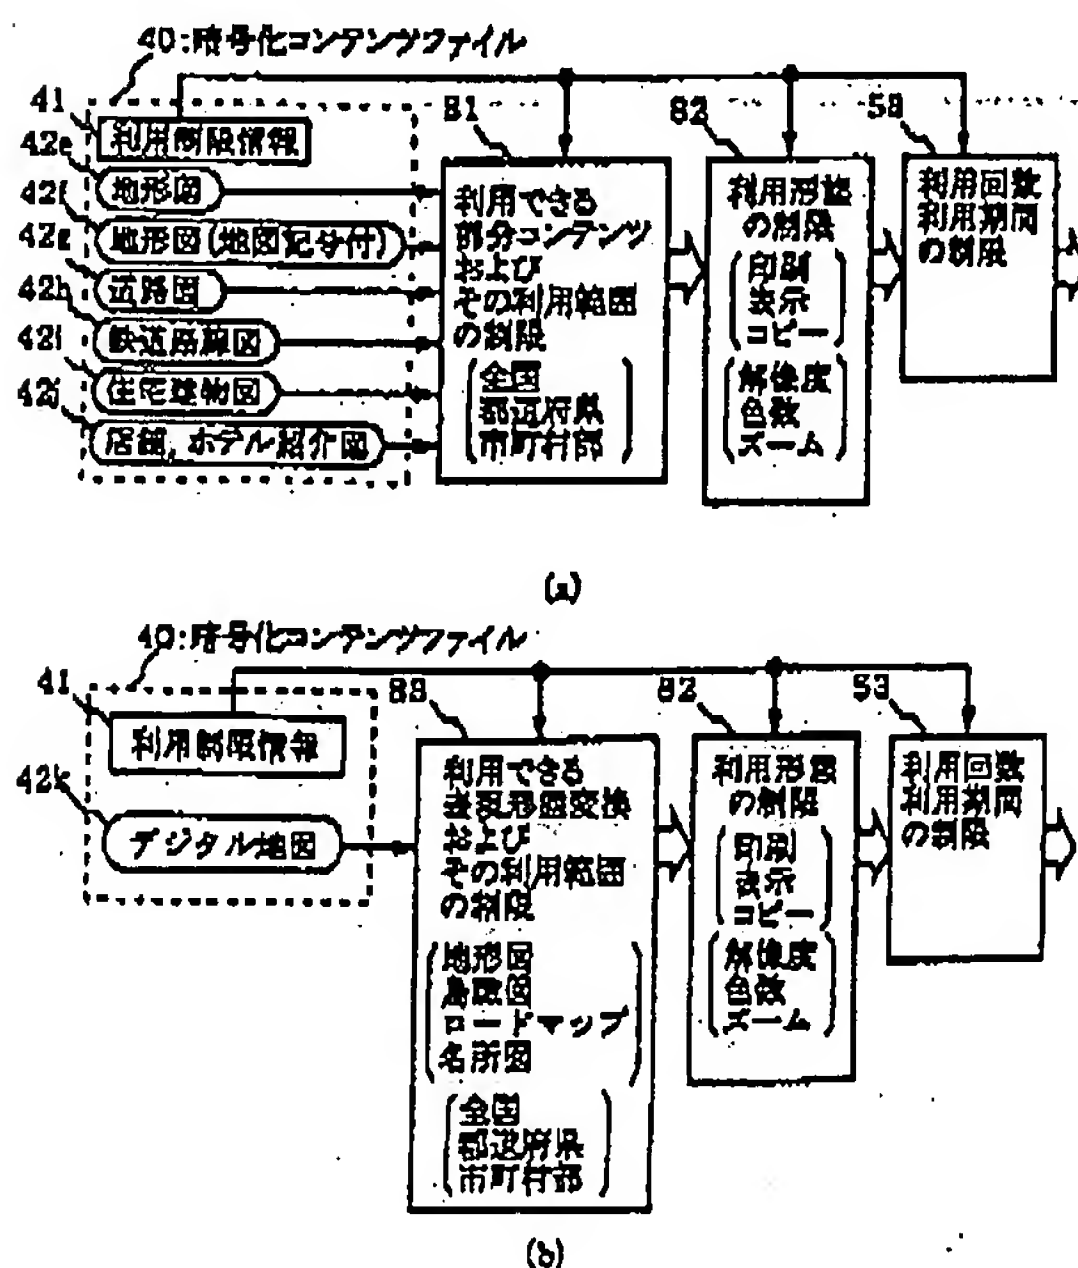 40:暗号化コンテンツファイル
41
利用制限情報
42e
地形図
42f
地形図(地図記号付)
42g
道路図
42h
鉄道路線図
42i
住宅建物図
42j
店舗,ホテル紹介図
81
利用できる
部分コンテンツ
および
その利用範囲
の制限
全国
都道府県
市町村部
82
利用形態
の制限
印刷
表示
コピー
解像度
色数
ズーム
53
利用回数
利用期間
の制限
(a)
40:暗号化コンテンツファイル
41
利用制限情報
42k
デジタル地図
83
利用できる
表現形態変換
および
その利用範囲
の制限
地形図
鳥瞰図
ロードマップ
名所図
全国
都道府県
市町村部
82
利用形態
の制限
印刷
表示
コピー
解像度
色数
ズーム
53
利用回数
利用期間
の制限
(b)